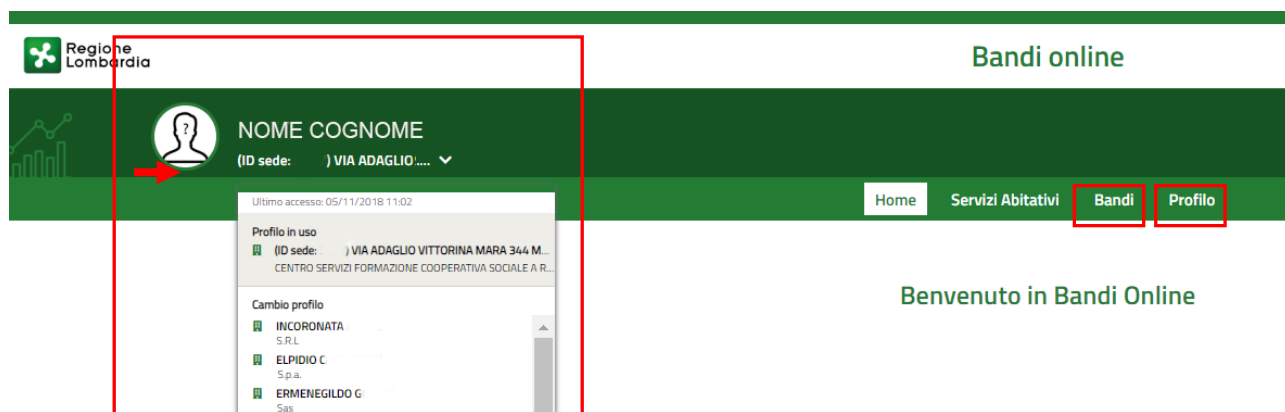 Regione
Lombardia
Bandi online
?
NOME COGNOME
(ID sede: ) VIA ADAGLIO:....
Home Servizi Abitativi Bandi Profilo
Ultimo accesso: 05/11/2018 11:02
Profilo in uso
(ID sede: ) VIA ADAGLIO VITTORINA MARA 344 M...
CENTRO SERVIZI FORMAZIONE COOPERATIVA SOCIALE A R...
Benvenuto in Bandi Online
Cambio profilo
INCORONATA
S.R.L
ELPIDIO C
S.p.a.
ERMENEGILDO G
Sas